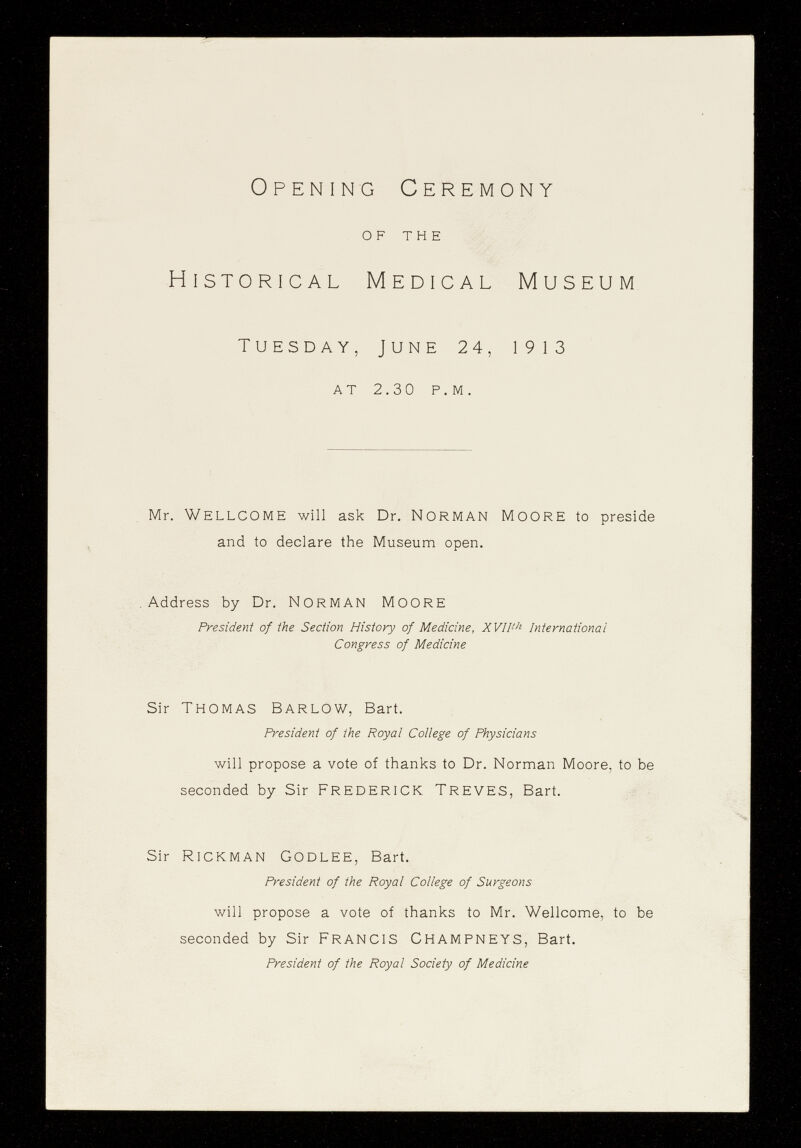 OPENING CEREMONY
OF THE
HISTORICAL MEDICAL MUSEUM
TUESDAY, JUNE 24, 1913
AT 2.30 P.M.
Mr. WELLCOME will ask Dr. NORMAN MOORE to preside
and to declare the Museum open.
Address by Dr. NORMAN MOORE
President of the Section History of Medicine, XVIIth International
Congress of Medicine
Sir THOMAS BARLOW, Bart.
President of the Royal College of Physicians
will propose a vote of thanks to Dr. Norman Moore, to be
seconded by Sir FREDERICK TREVES, Bart.
Sir RICKMAN GODLEE, Bart.
President of the Royal College of Surgeons
will propose a vote of thanks to Mr. Wellcome, to be
seconded by Sir FRANCIS CHAMPNEYS, Bart.
President of the Royal Society of Medicine